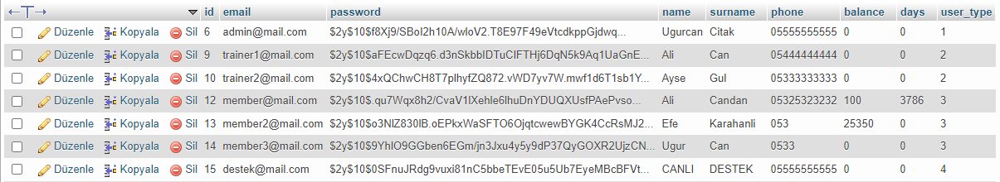 id email password name surname phone balance days user_type
Düzenle Kopyala Sil 6 admin@mail.com $2y$10$f8Xj9/SBoI2h10A/wIoV2.T8E97F49eVtcdkppGjdwq... Ugurcan Citak 05555555555 0 0 1
Düzenle Kopyala Sil 9 trainer1@mail.com $2y$10$aFEcwDqzq6.d3nSkbbIDTuCIFTHj6DqN5k9Aq1UaGnE... Ali Can 05444444444 0 0 2
Düzenle Kopyala Sil 10 trainer2@mail.com $2y$10$4xQChwCH8T7plhyfZQ872.vWD7yv7W.mwf1d6T1sb1Y... Ayse Gul 05333333333 0 0 2
Düzenle Kopyala Sil 12 member@mail.com $2y$10$.qu7Wqx8h2/CvaV1lXehIe6lhuDnYDUQXUsfPAePvso... Ali Candan 05325323232 100 3786 3
Düzenle Kopyala Sil 13 member2@mail.com $2y$10$o3NlZ830lB.oEPkxWaSFTO6OjqtcwewBYGK4CcRsMJ2... Efe Karahanli 053 25350 0 3
Düzenle Kopyala Sil 14 member3@mail.com $2y$10$9YhlO9GGben6EGm/jn3Jxu4y5y9dP37QyGOXR2UjzCN... Ugur Can 0533 0 0 3
Düzenle Kopyala Sil 15 destek@mail.com $2y$10$0SFnuJRdg9vuxi81nC5bbeTEvE05u5Ub7EyeMBcBFVt... CANLI DESTEK 0 0 0 4